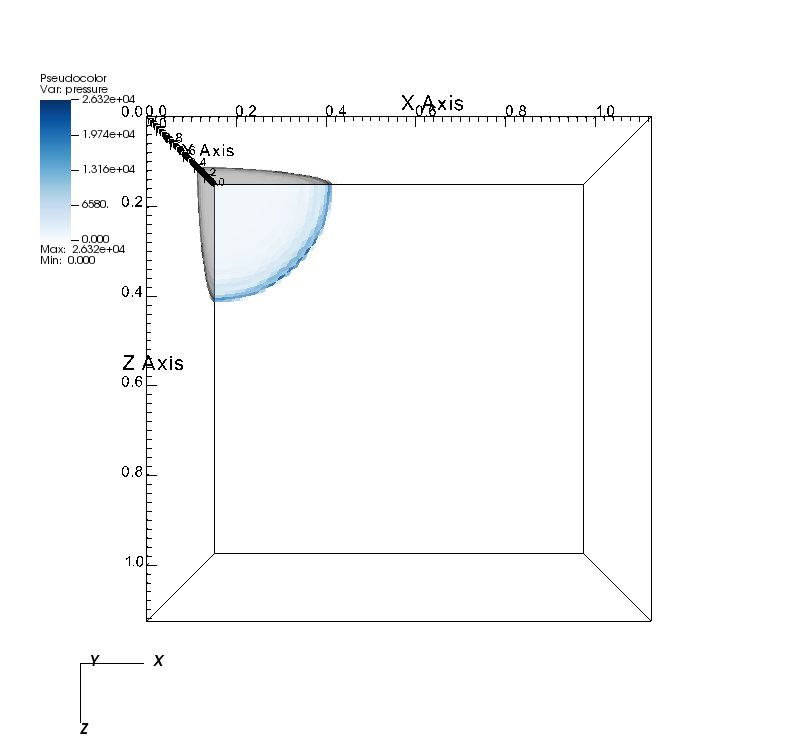 Pseudocolor
Var: pressure
2.632e+04
1.974e+04
1.316e+04
6580.
0.000
Max: 2.632e+04
Min: 0.000
X Axis
0.0 0.2 0.4 0.6 0.8 1.0
Axis
0.0
0.2
0.4
Z Axis
0.6
0.8
1.0
Y X
Z